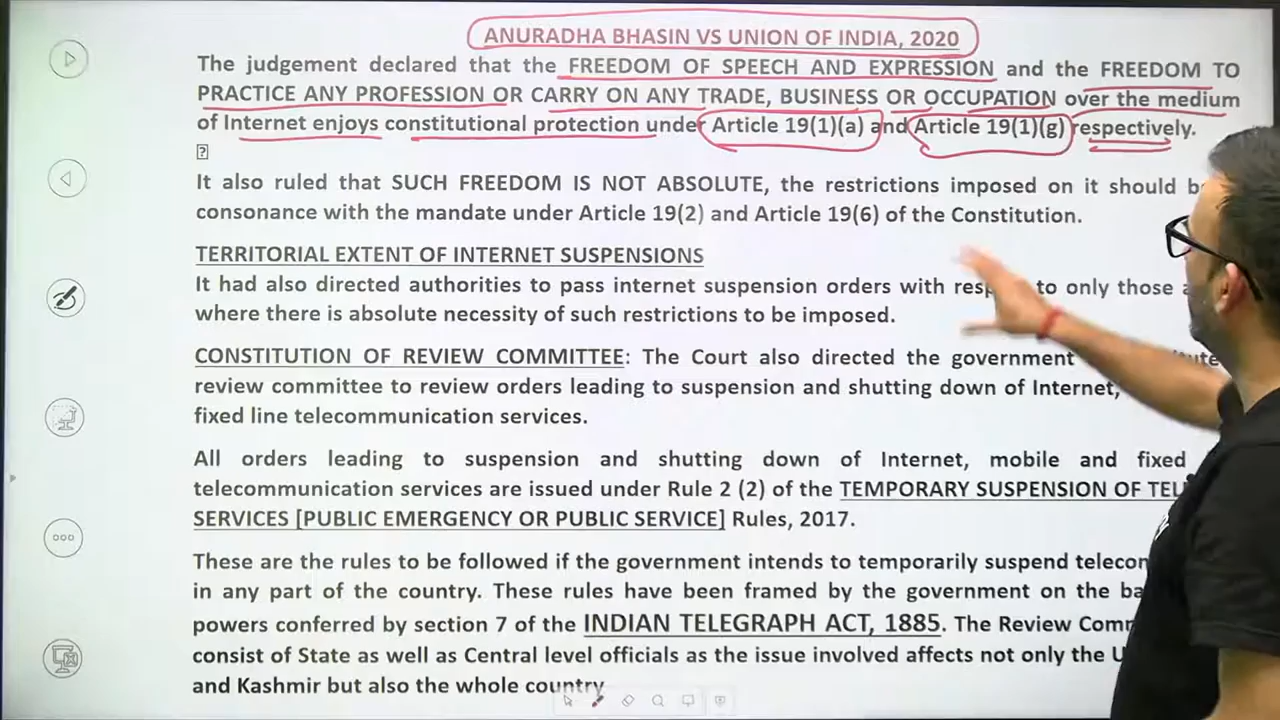 ANURADHA BHASIN VS UNION OF INDIA, 2020
The judgement declared that the FREEDOM OF SPEECH AND EXPRESSION and the FREEDOM TO
PRACTICE ANY PROFESSION OR CARRY ON ANY TRADE, BUSINESS OR OCCUPATION over the medium
of Internet enjoys constitutional protection under Article 19(1)(a) and Article 19(1)(g) respectively.
It also ruled that SUCH FREEDOM IS NOT ABSOLUTE, the restrictions imposed on it should
consonance with the mandate under Article 19(2) and Article 19(6) of the Constitution.
TERRITORIAL EXTENT OF INTERNET SUSPENSIONS
It had also directed authorities to pass internet suspension orders with to only those
where there is absolute necessity of such restrictions to be imposed.
CONSTITUTION OF REVIEW COMMITTEE: The Court also directed the government
review committee to review orders leading to suspension and shutting down of Internet,
fixed line telecommunication services.
All orders leading to suspension and shutting down of Internet, mobile and fixed
telecommunication services are issued under Rule 2 (2) of the TEMPORARY SUSPENSION OF
SERVICES [PUBLIC EMERGENCY OR PUBLIC SERVICE] Rules, 2017.
These are the rules to be followed if the government intends to temporarily suspend
in any part of the country. These rules have been framed by the government on the
powers conferred by section 7 of the INDIAN TELEGRAPH ACT, 1885. The Review
consist of State as well as Central level officials as the issue involved affects not only the
and Kashmir but also the whole country